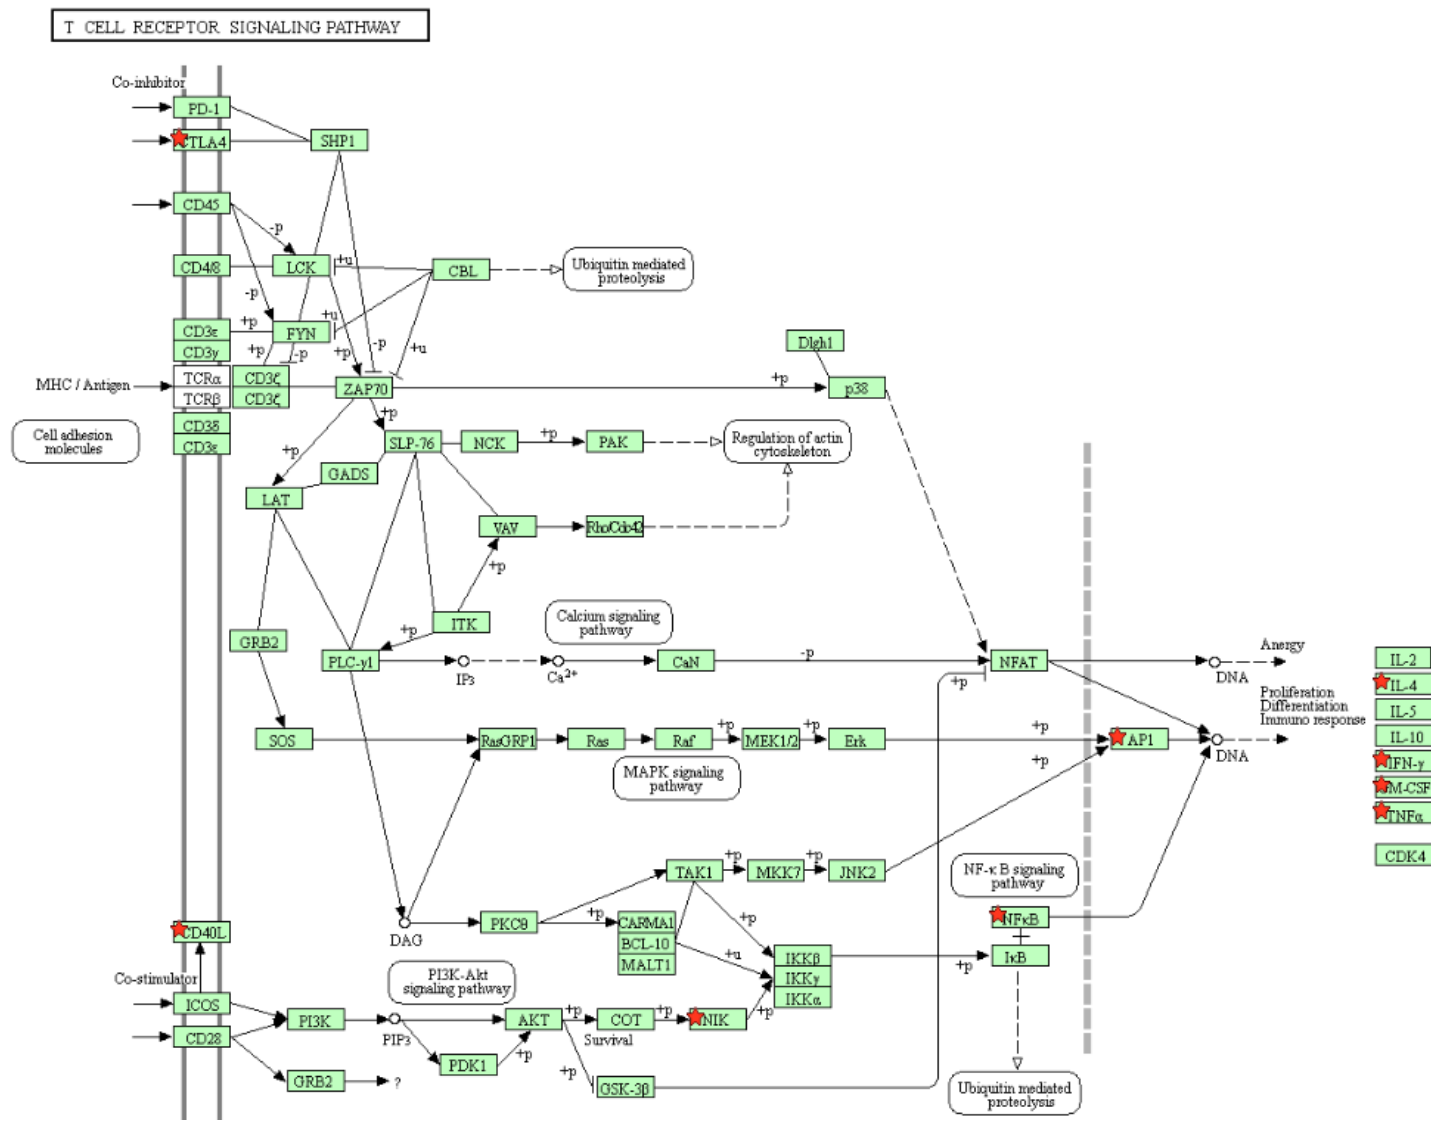 T CELL RECEPTOR SIGNALING PATHWAY
Co-inhibitor
PD-1
CTLA4
SHP1
CD45
-p
CD4/8
LCK
+u
CBL
Ubiquitin mediated
proteolysis
-p
+u
CD3ε
+p
FYN
CD3γ
+p
-p
+p
-p
+u
Dlgh1
MHC / Antigen
TCRα
CD3ζ
ZAP70
+p
p38
TCRβ
CD3ζ
+p
Cell adhesion
molecules
CD3δ
CD3ε
+p
SLP-76
NCK
+p
PAK
Regulation of actin
cytoskeleton
GADS
LAT
VAV
Rho/Cdc42
+p
Calcium signaling
pathway
ITK
+p
GRB2
PLC-γ1
IP3
Ca2+
CaN
-p
NFAT
+p
DNA
Anergy
IL-2
IL-4
Proliferation
Differentiation
Immuno response
IL-5
IL-10
SOS
RasGRP1
Ras
Raf
+p
MEK1/2
+p
Erk
+p
AP1
DNA
+p
IFN-γ
GM-CSF
TNFα
MAPK signaling
pathway
CDK4
TAK1
+p
MKK7
+p
JNK2
NF-κB signaling
pathway
CD40L
DAG
PKCθ
+p
CARMA1
BCL-10
MALT1
+p
+u
IKKβ
IKKγ
IKKα
+p
NFκB
IκB
Co-stimulator
PI3K-Akt
signaling pathway
ICOS
CD28
PI3K
PIP3
AKT
+p
COT
+p
NIK
+p
Survival
PDK1
+p
+p
GSK-3β
GRB2
?
Ubiquitin mediated
proteolysis